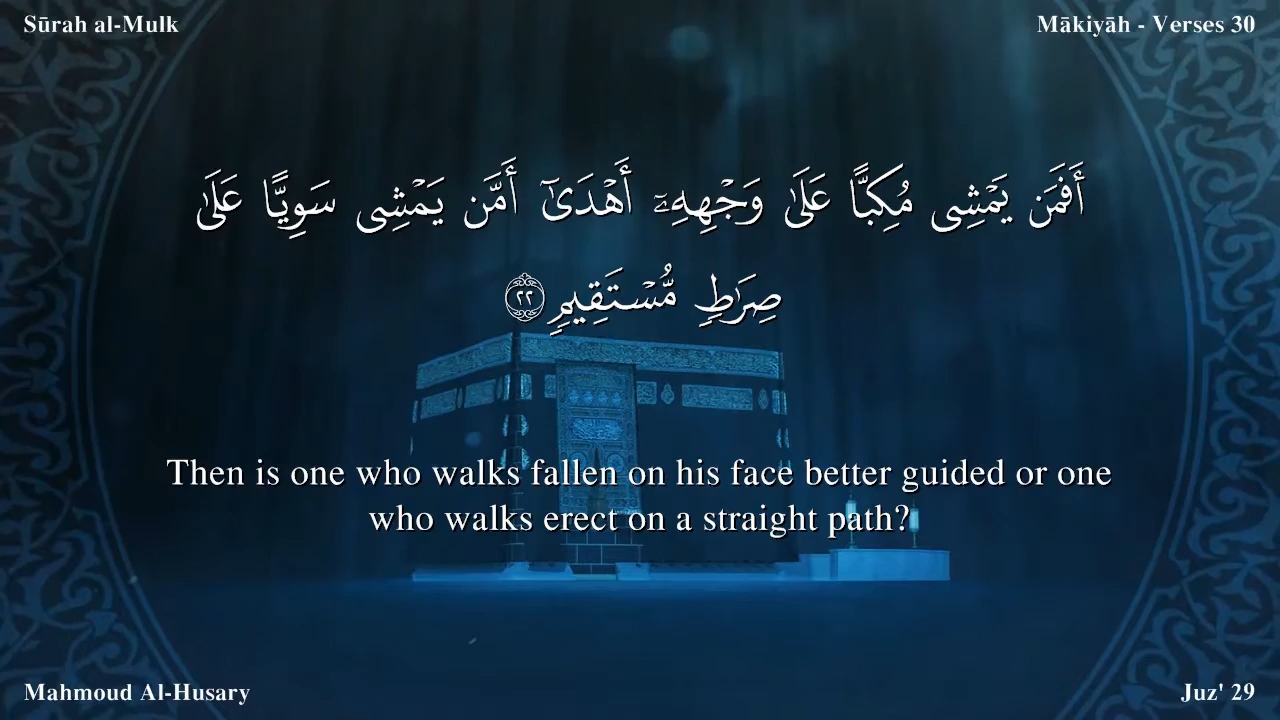 Sūrah al-Mulk
Mākiyāh - Verses 30
أَفَمَن يَمْشِى مُكِبًّا عَلَىٰ وَجْهِهِۦٓ أَهْدَىٰٓ أَمَّن يَمْشِى سَوِيًّا عَلَىٰ
صِرَٰطٍ مُّسْتَقِيمٍ ٢٢
Then is one who walks fallen on his face better guided or one
who walks erect on a straight path?
Mahmoud Al-Husary
Juz' 29